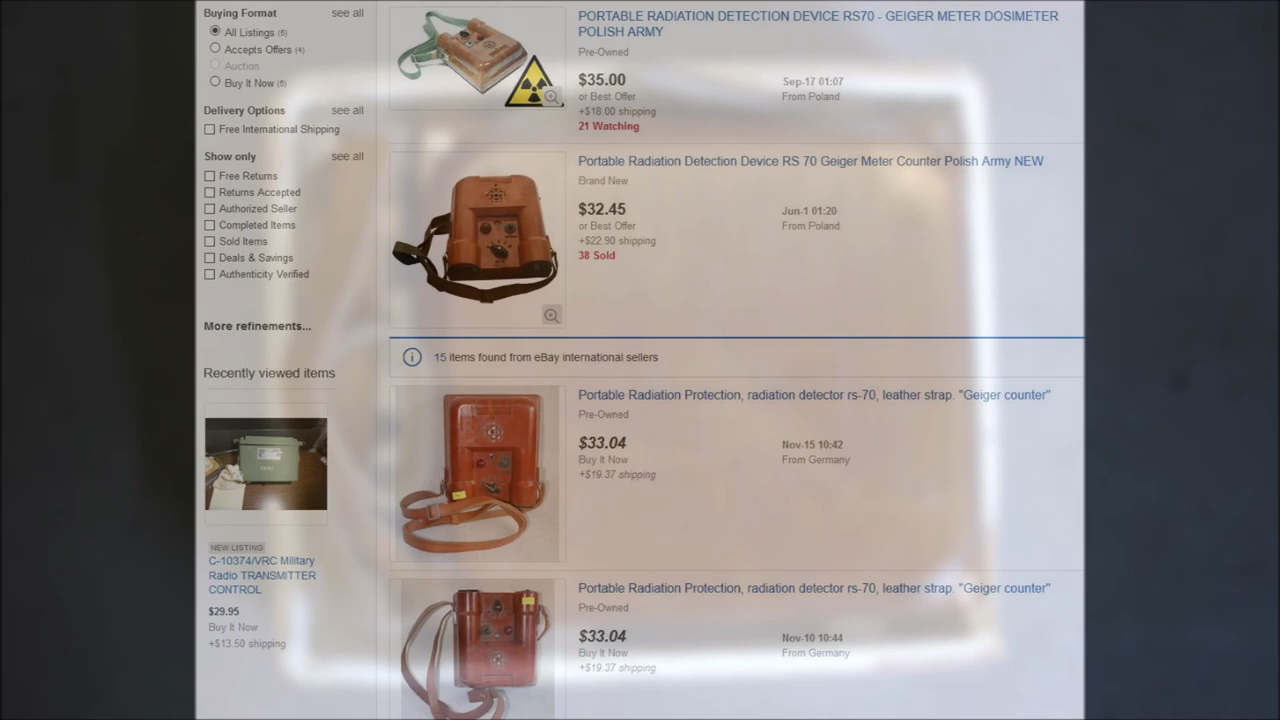 Buying Format see all
All Listings (5)
Accepts Offers (4)
Auction
Buy It Now (5)
Delivery Options see all
Free International Shipping
Show only see all
Free Returns
Returns Accepted
Authorized Seller
Completed Items
Sold Items
Deals & Savings
Authenticity Verified
More refinements...
Recently viewed items
NEW LISTING
C-10374/VRC Military
Radio TRANSMITTER
CONTROL
$29.95
Buy It Now
+$13.50 shipping
PORTABLE RADIATION DETECTION DEVICE RS70 - GEIGER METER DOSIMETER
POLISH ARMY
Pre-Owned
$35.00 Sep-17 01:07
or Best Offer From Poland
+$18.00 shipping
21 Watching
Portable Radiation Detection Device RS 70 Geiger Meter Counter Polish Army NEW
Brand New
$32.45 Jun-1 01:20
or Best Offer From Poland
+$22.90 shipping
38 Sold
15 items found from eBay international sellers
Portable Radiation Protection, radiation detector rs-70, leather strap. "Geiger counter"
Pre-Owned
$33.04 Nov-15 10:42
Buy It Now From Germany
+$19.37 shipping
Portable Radiation Protection, radiation detector rs-70, leather strap. "Geiger counter"
Pre-Owned
$33.04 Nov-10 10:44
Buy It Now From Germany
+$19.37 shipping